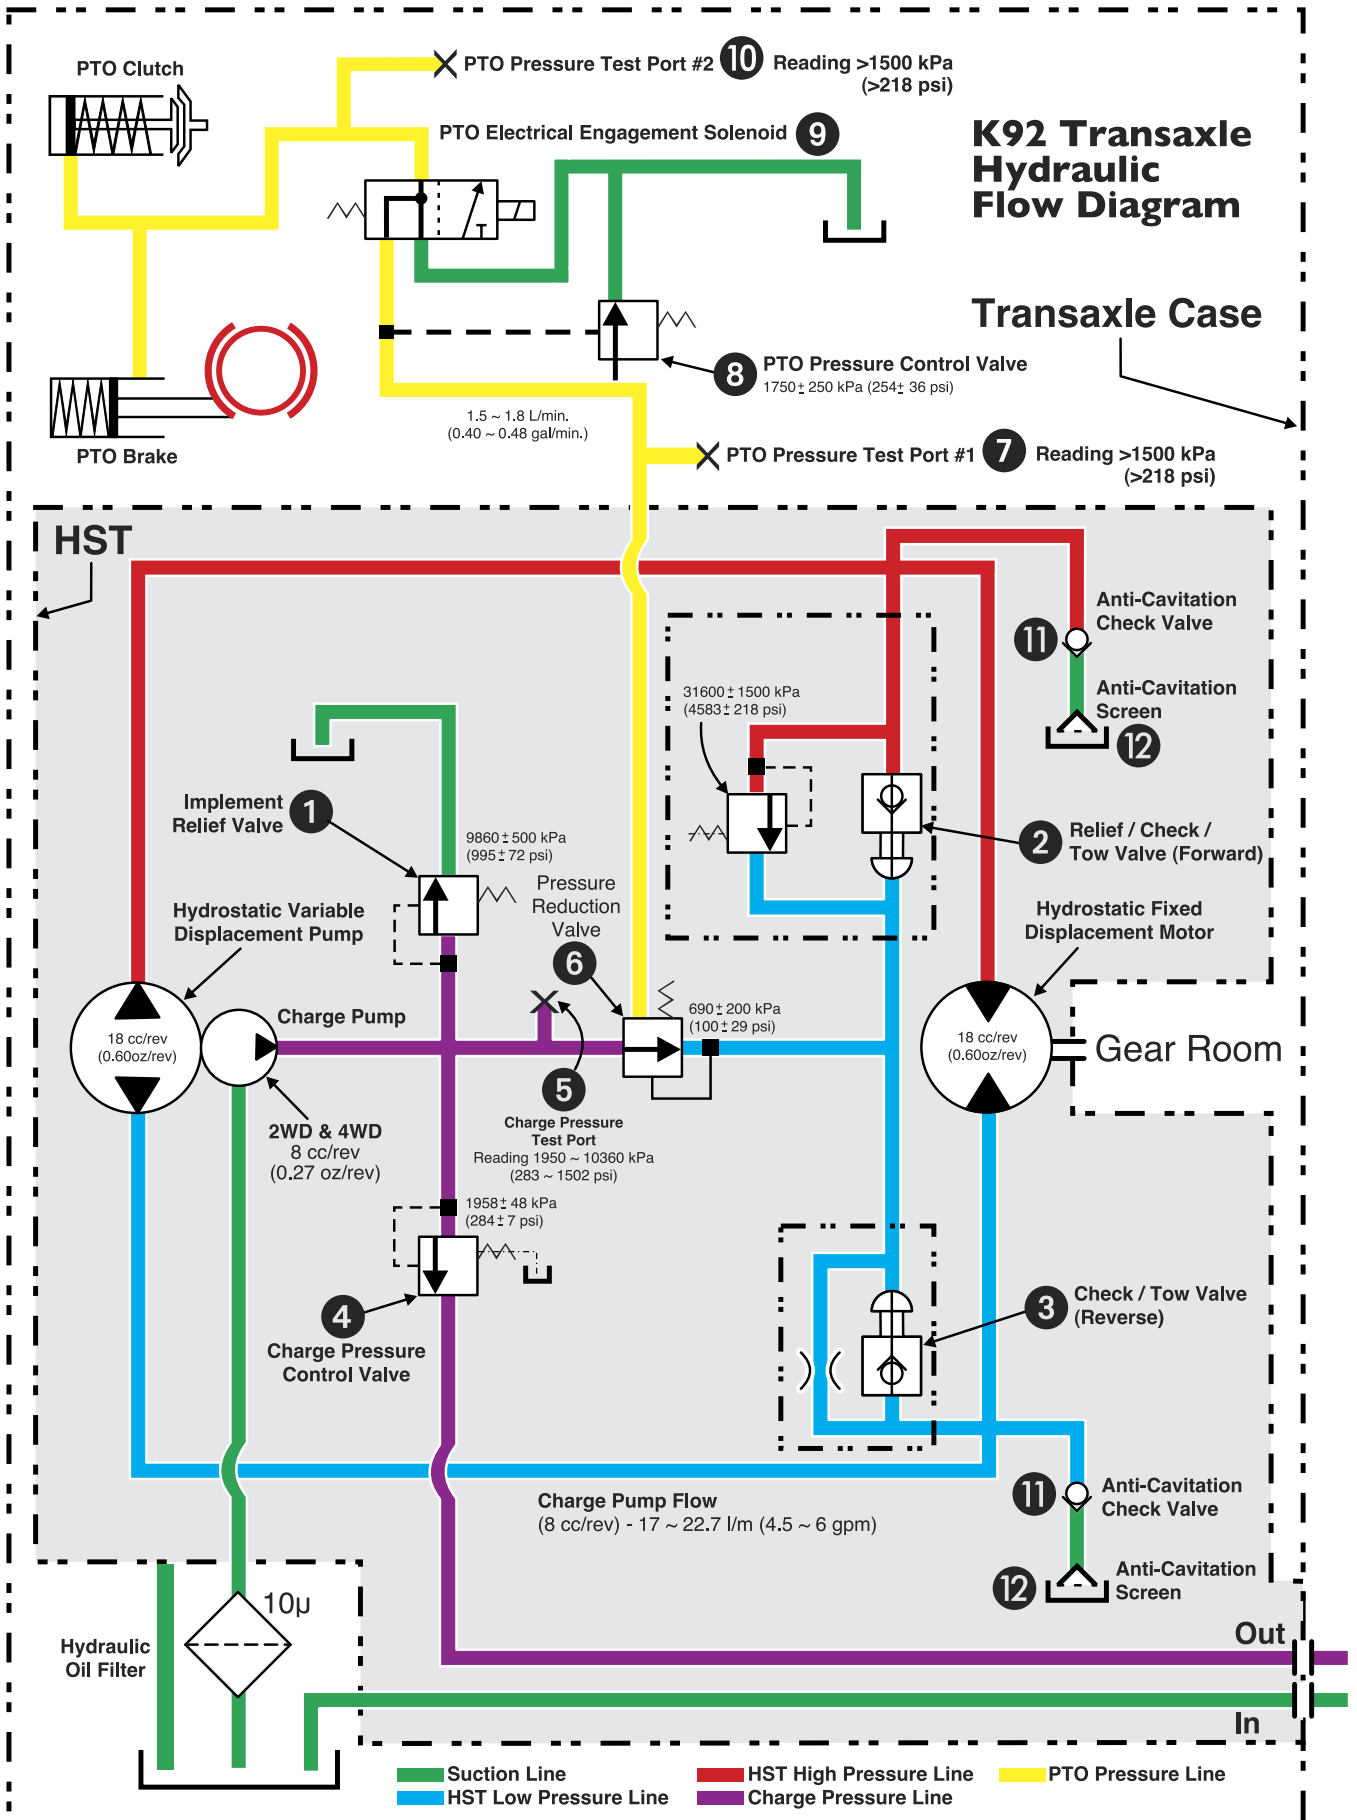 PTO Clutch
PTO Pressure Test Port #2 10 Reading >1500 kPa
(>218 psi)
PTO Electrical Engagement Solenoid 9
K92 Transaxle
Hydraulic
Flow Diagram
Transaxle Case
8 PTO Pressure Control Valve
1750± 250 kPa (254± 36 psi)
1.5 ~ 1.8 L/min.
(0.40 ~ 0.48 gal/min.)
PTO Brake
PTO Pressure Test Port #1 7 Reading >1500 kPa
(>218 psi)
HST
Anti-Cavitation
Check Valve
11
Anti-Cavitation
Screen
12
31600± 1500 kPa
(4583± 218 psi)
Implement
Relief Valve
1
9860± 500 kPa
(995± 72 psi)
2 Relief / Check /
Tow Valve (Forward)
Pressure
Reduction
Valve
6
Hydrostatic Variable
Displacement Pump
Hydrostatic Fixed
Displacement Motor
Charge Pump
690± 200 kPa
(100± 29 psi)
18 cc/rev
(0.60oz/rev)
18 cc/rev
(0.60oz/rev)
Gear Room
5
Charge Pressure
Test Port
Reading 1950 ~ 10360 kPa
(283 ~ 1502 psi)
2WD & 4WD
8 cc/rev
(0.27 oz/rev)
1958± 48 kPa
(284± 7 psi)
4
Charge Pressure
Control Valve
3 Check / Tow Valve
(Reverse)
Charge Pump Flow
(8 cc/rev) - 17 ~ 22.7 l/m (4.5 ~ 6 gpm)
11 Anti-Cavitation
Check Valve
12 Anti-Cavitation
Screen
10µ
Hydraulic
Oil Filter
Out
In
Suction Line
HST High Pressure Line
PTO Pressure Line
HST Low Pressure Line
Charge Pressure Line